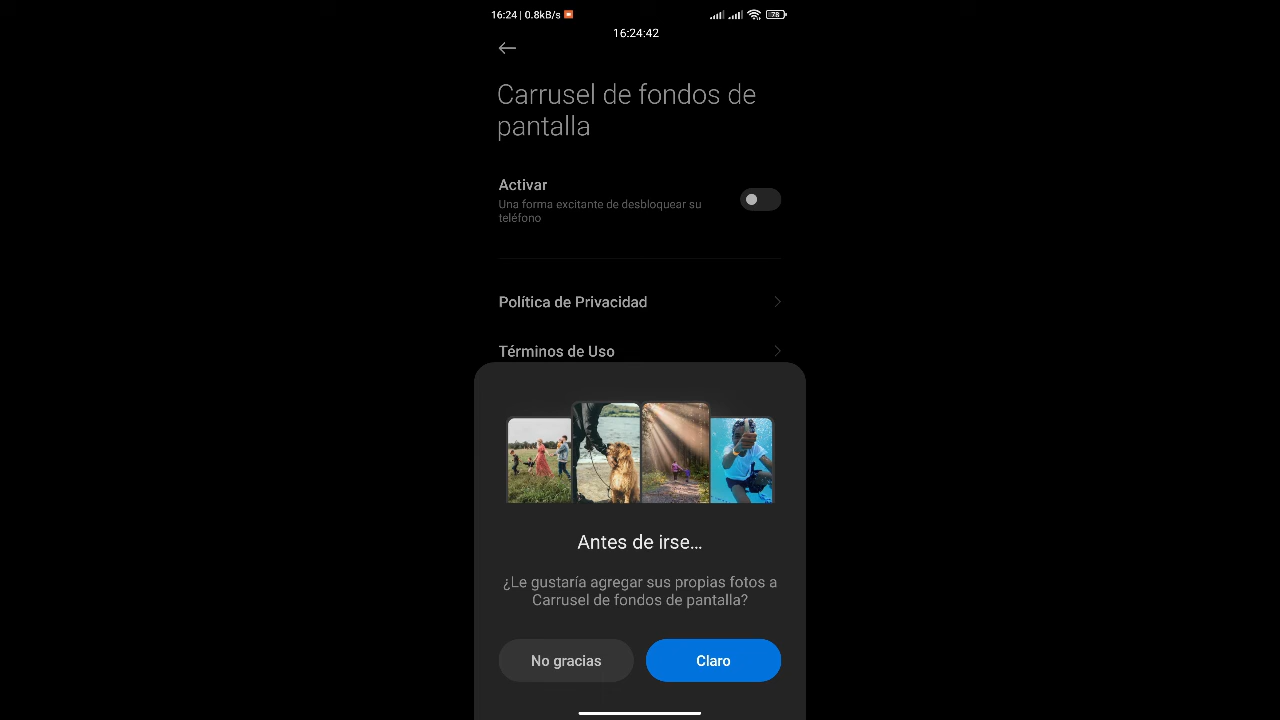 16:24 | 0.8kB/s
78
16:24:42
Carrusel de fondos de
pantalla
Activar
Una forma excitante de desbloquear su
teléfono
Política de Privacidad
Términos de Uso
Antes de irse…
¿Le gustaría agregar sus propias fotos a
Carrusel de fondos de pantalla?
No gracias
Claro